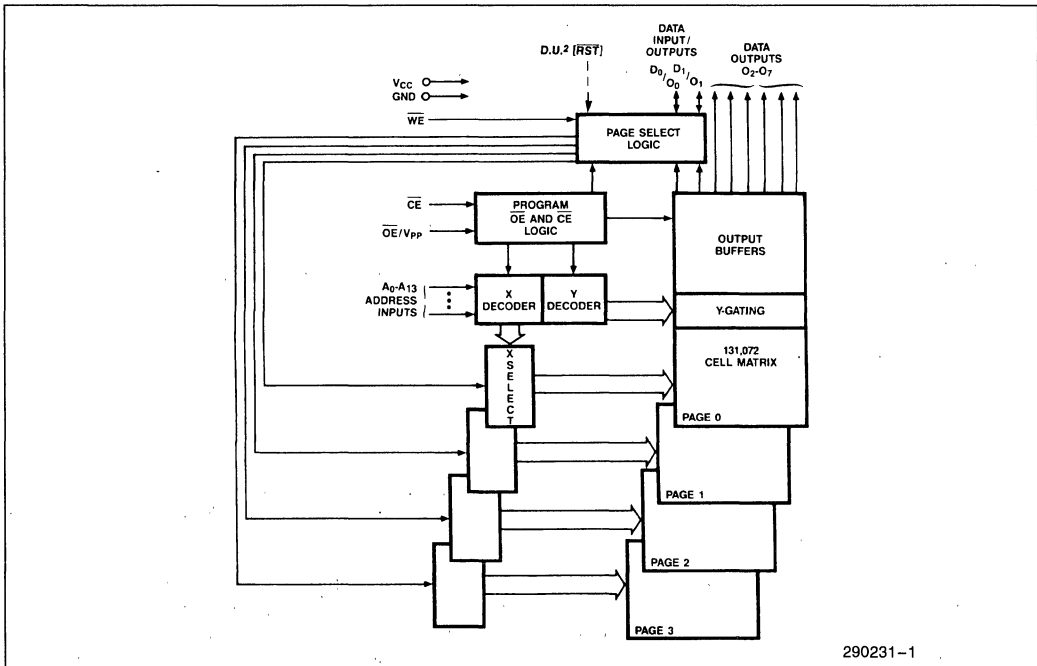 D.U.² [RST]
DATA
INPUT/
OUTPUTS
D0/O0 D1/O1
DATA
OUTPUTS
O2-O7
VCC
GND
WE
PAGE SELECT
LOGIC
CE
OE/VPP
PROGRAM
OE AND CE
LOGIC
OUTPUT
BUFFERS
A0-A13
ADDRESS
INPUTS
X
DECODER
Y
DECODER
Y-GATING
131,072
CELL MATRIX
X
S
E
L
E
C
T
PAGE 0
PAGE 1
PAGE 2
PAGE 3
290231-1